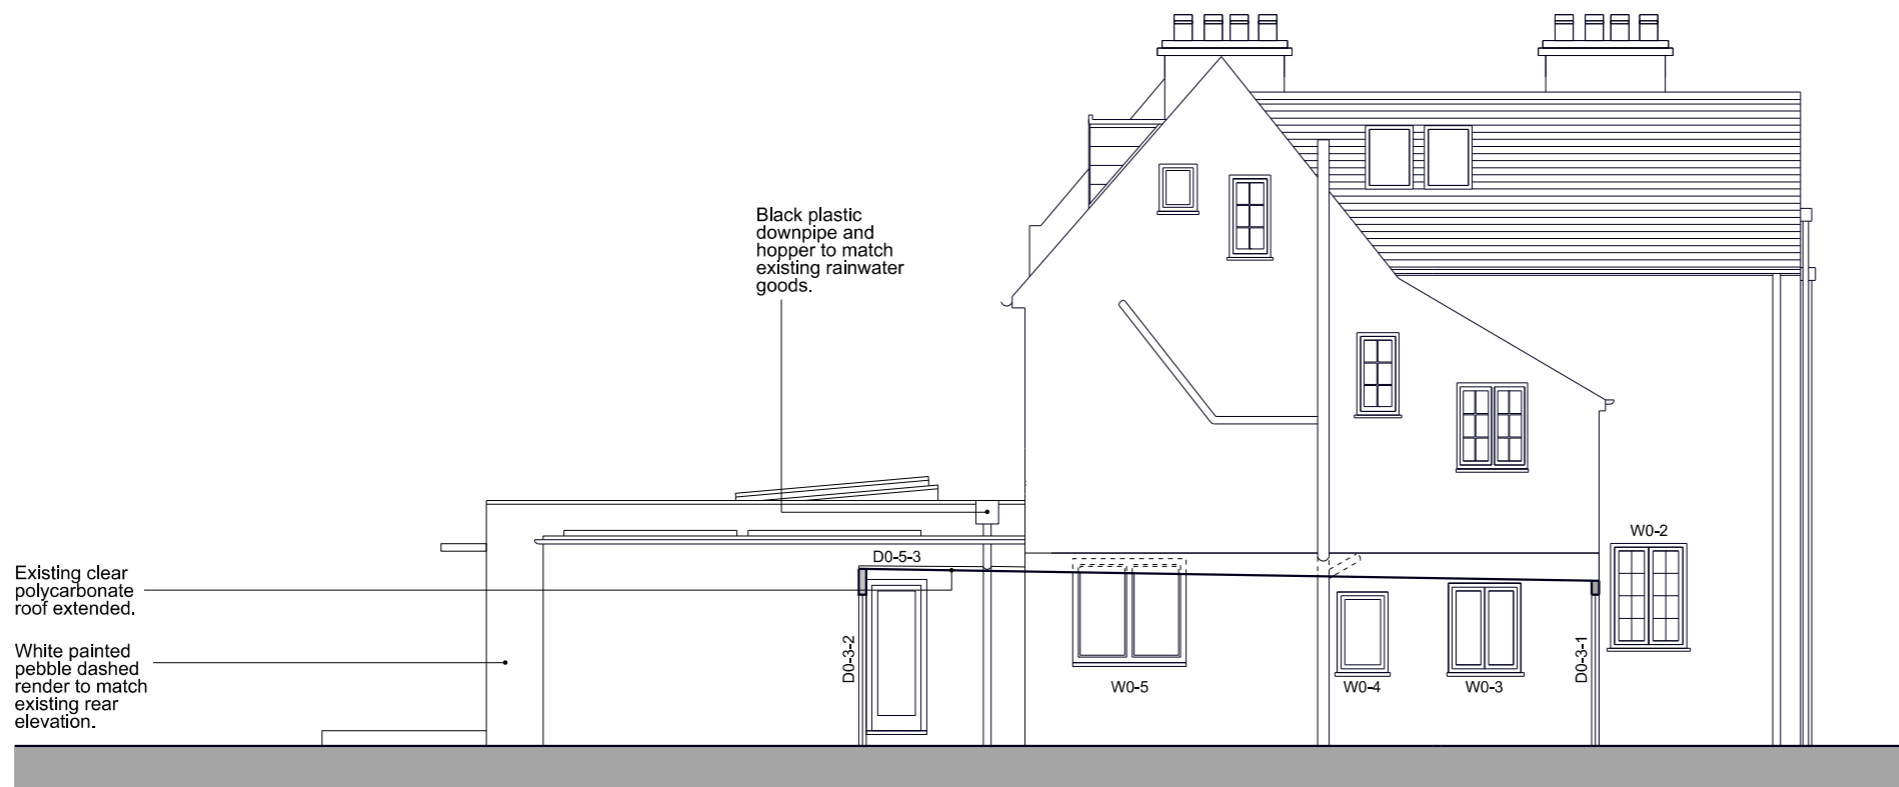 Black plastic
downpipe and
hopper to match
existing rainwater
goods.
Existing clear
polycarbonate
roof extended.
White painted
pebble dashed
render to match
existing rear
elevation.
D0-5-3
D0-3-2
W0-5
W0-4
W0-3
D0-3-1
W0-2